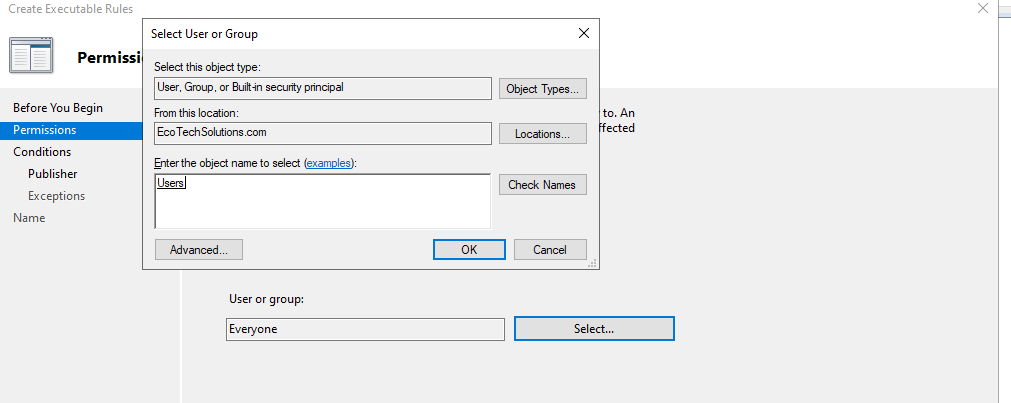 Create Executable Rules
Select User or Group
Permissi
Select this object type:
User, Group, or Built-in security principal
Object Types...
Before You Begin
From this location:
to. An
Permissions
EcoTechSolutions.com
Locations...
ffected
Conditions
Enter the object name to select (examples):
Publisher
Users
Check Names
Exceptions
Name
Advanced...
OK
Cancel
User or group:
Everyone
Select...